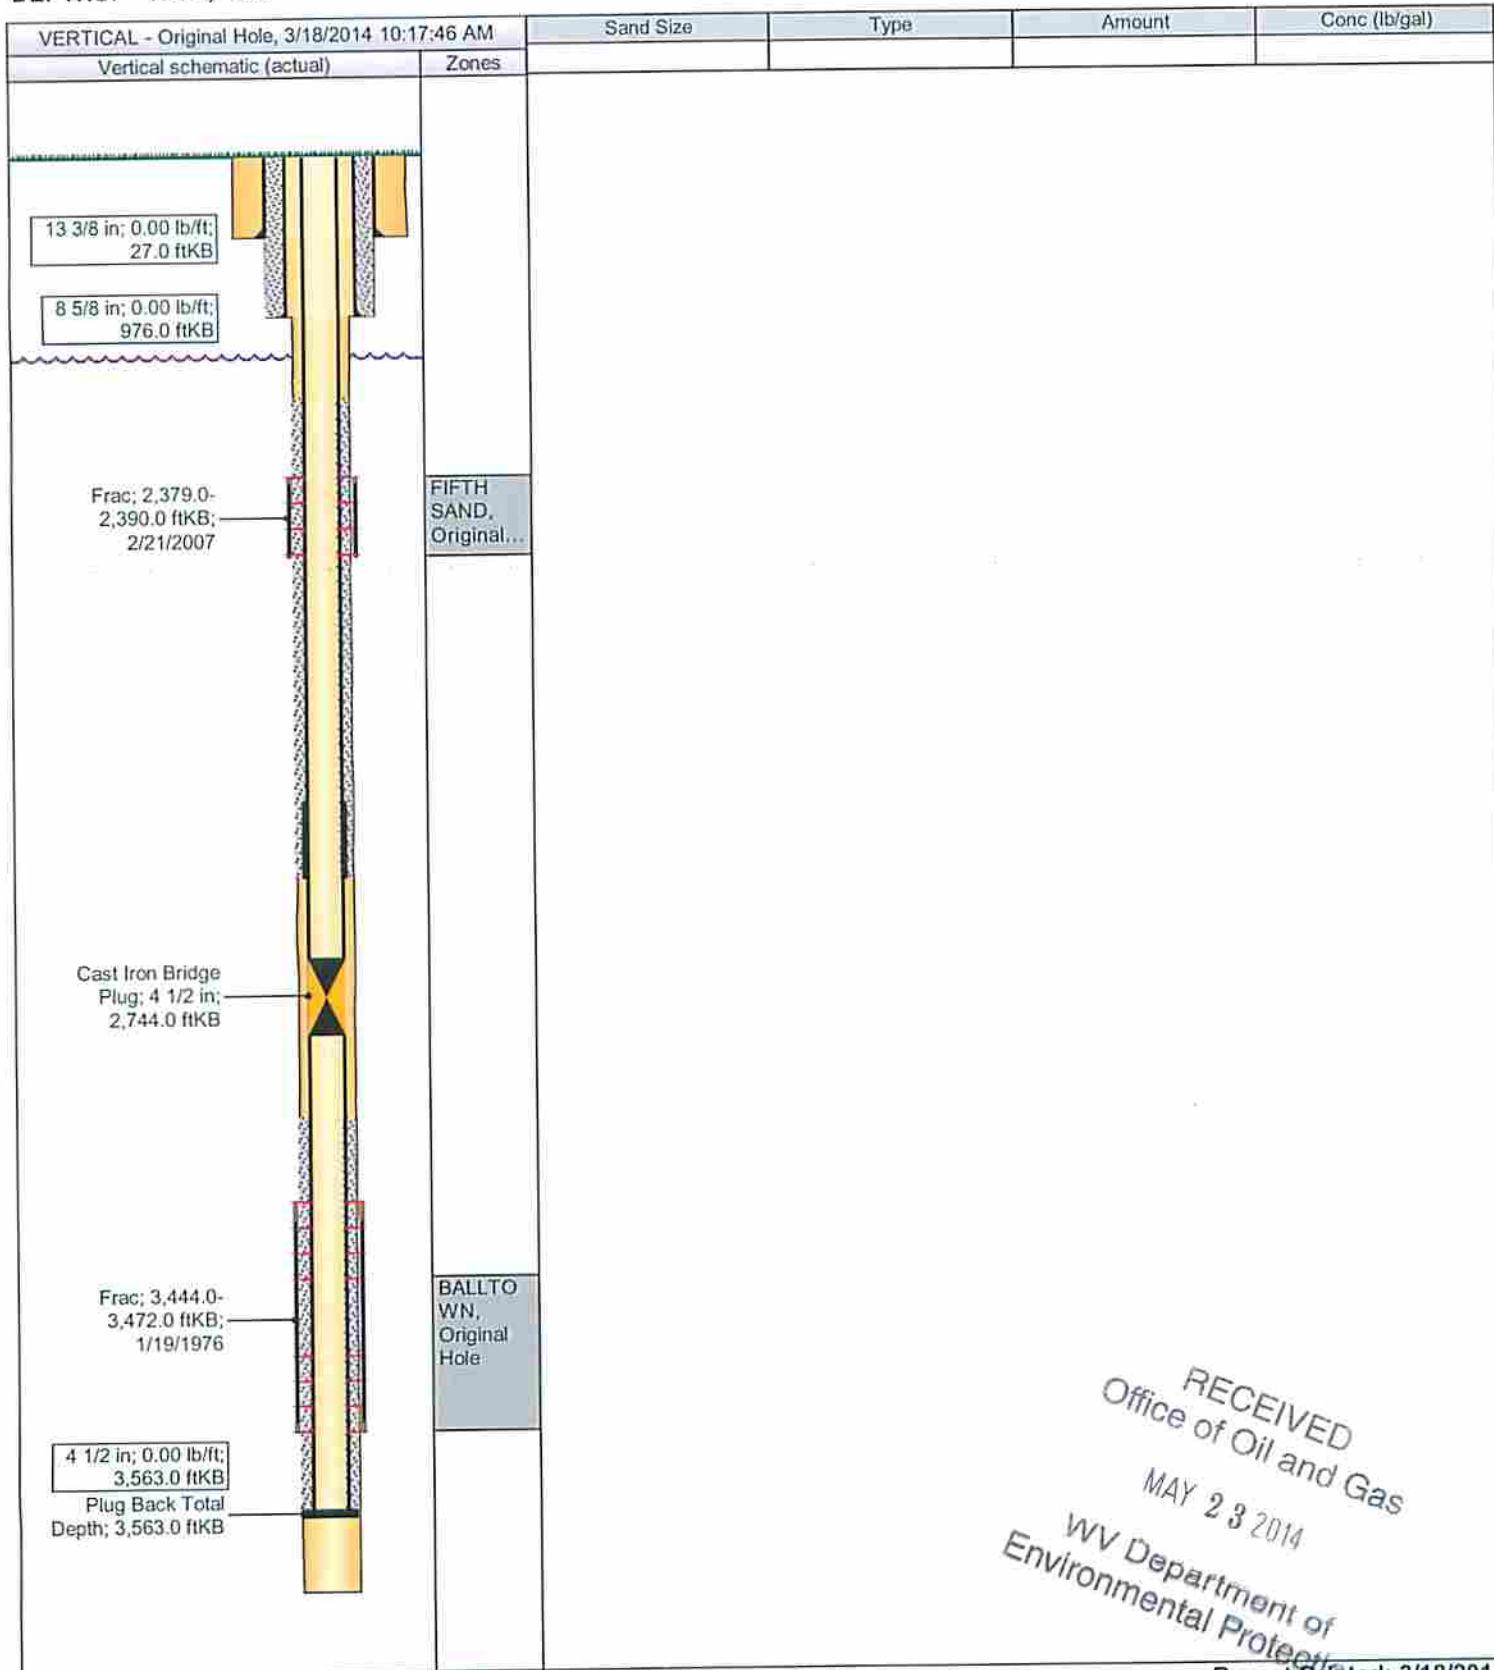 VERTICAL - Original Hole, 3/18/2014 10:17:46 AM
Vertical schematic (actual)
Zones
Sand Size
Type
Amount
Conc (lb/gal)
13 3/8 in; 0.00 lb/ft;
27.0 ftKB
8 5/8 in; 0.00 lb/ft;
976.0 ftKB
Frac; 2,379.0-
2,390.0 ftKB;
2/21/2007
FIFTH
SAND,
Original...
Cast Iron Bridge
Plug; 4 1/2 in;
2,744.0 ftKB
Frac; 3,444.0-
3,472.0 ftKB;
1/19/1976
BALLTO
WN,
Original
Hole
4 1/2 in; 0.00 lb/ft;
3,563.0 ftKB
Plug Back Total
Depth; 3,563.0 ftKB
RECEIVED
Office of Oil and Gas
MAY 23 2014
WV Department of
Environmental